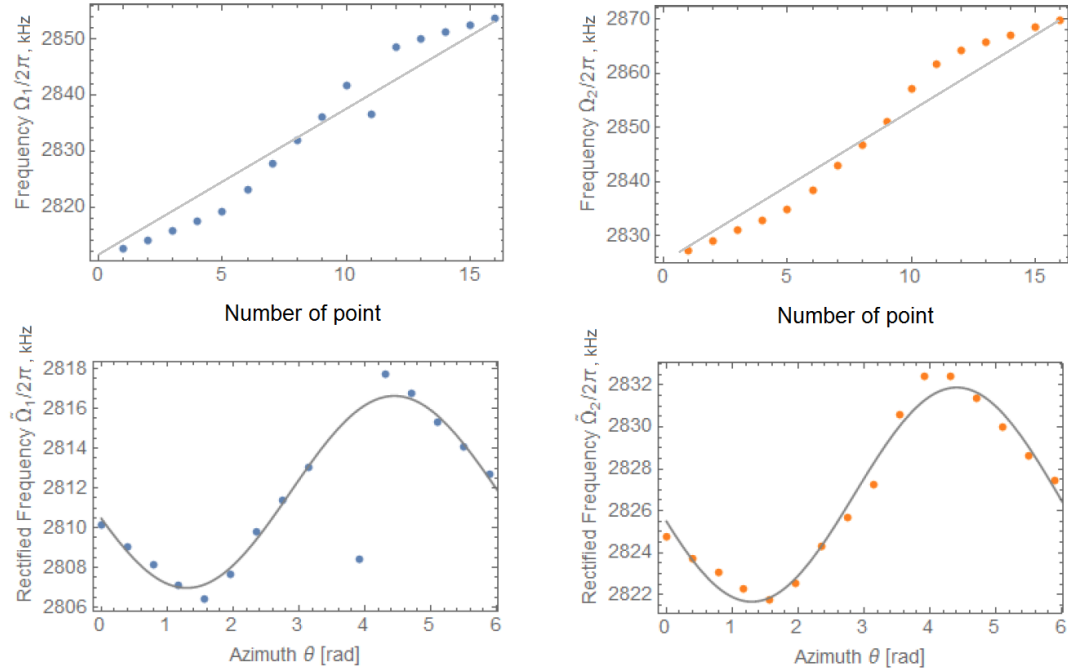 Frequency Ω₁/2π, kHz
2850
2840
2830
2820
0 5 10 15
Number of point
Frequency Ω₂/2π, kHz
2870
2860
2850
2840
2830
0 5 10 15
Number of point
Rectified Frequency Ω̃₁/2π, kHz
2818
2816
2814
2812
2810
2808
2806
0 1 2 3 4 5 6
Azimuth θ [rad]
Rectified Frequency Ω̃₂/2π, kHz
2832
2830
2828
2826
2824
2822
0 1 2 3 4 5 6
Azimuth θ [rad]